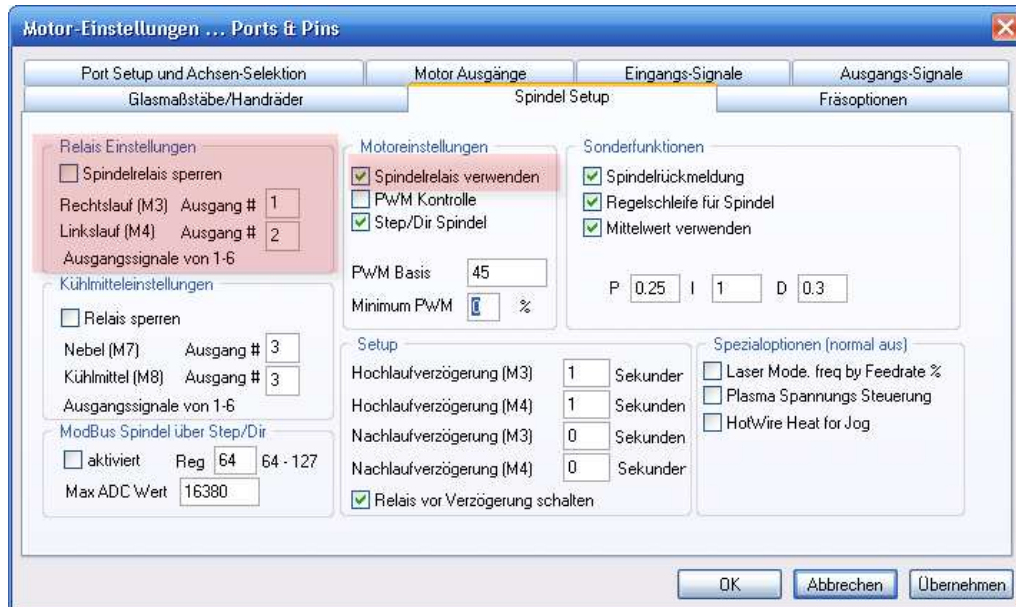 Motor-Einstellungen ... Ports & Pins
Port Setup und Achsen-Selektion
Motor Ausgänge
Eingangs-Signale
Ausgangs-Signale
Glasmaßstäbe/Handräder
Spindel Setup
Fräsoptionen
Relais Einstellungen
Spindelrelais sperren
Rechtslauf (M3) Ausgang # 1
Linkslauf (M4) Ausgang # 2
Ausgangssignale von 1-6
Kühlmitteleinstellungen
Relais sperren
Nebel (M7) Ausgang # 3
Kühlmittel (M8) Ausgang # 3
Ausgangssignale von 1-6
ModBus Spindel über Step/Dir
aktiviert Reg 64 64 - 127
Max ADC Wert 16380
Motoreinstellungen
Spindelrelais verwenden
PWM Kontrolle
Step/Dir Spindel
PWM Basis 45
Minimum PWM 0 %
Sonderfunktionen
Spindelrückmeldung
Regelschleife für Spindel
Mittelwert verwenden
P 0.25 I 1 D 0.3
Setup
Hochlaufverzögerung (M3) 1 Sekunder
Hochlaufverzögerung (M4) 1 Sekunden
Nachlaufverzögerung (M3) 0 Sekunden
Nachlaufverzögerung (M4) 0 Sekunder
Relais vor Verzögerung schalten
Spezialoptionen (normal aus)
Laser Mode. freq by Feedrate %
Plasma Spannungs Steuerung
HotWire Heat for Jog
OK
Abbrechen
Übernehmen